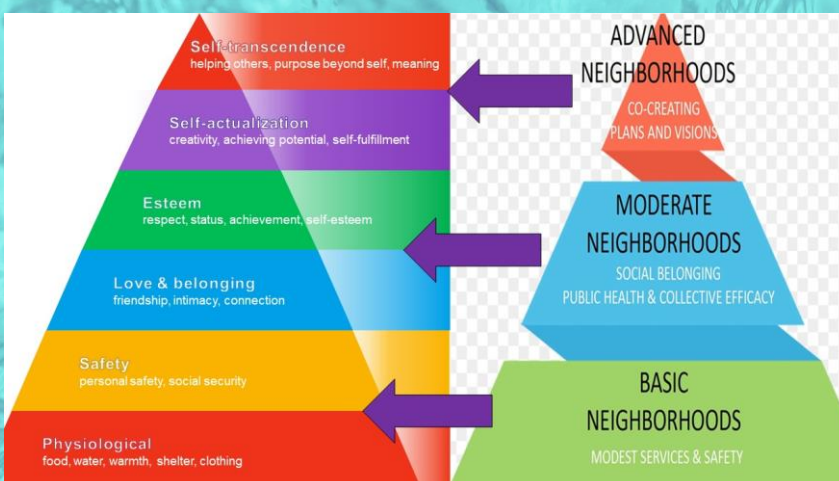 Self-transcendence
helping others, purpose beyond self, meaning
Self-actualization
creativity, achieving potential, self-fulfillment
Esteem
respect, status, achievement, self-esteem
Love & belonging
friendship, intimacy, connection
Safety
personal safety, social security
Physiological
food, water, warmth, shelter, clothing
ADVANCED
NEIGHBORHOODS
CO-CREATING
PLANS AND VISIONS
MODERATE
NEIGHBORHOODS
SOCIAL BELONGING
PUBLIC HEALTH & COLLECTIVE EFFICACY
BASIC
NEIGHBORHOODS
MODEST SERVICES & SAFETY